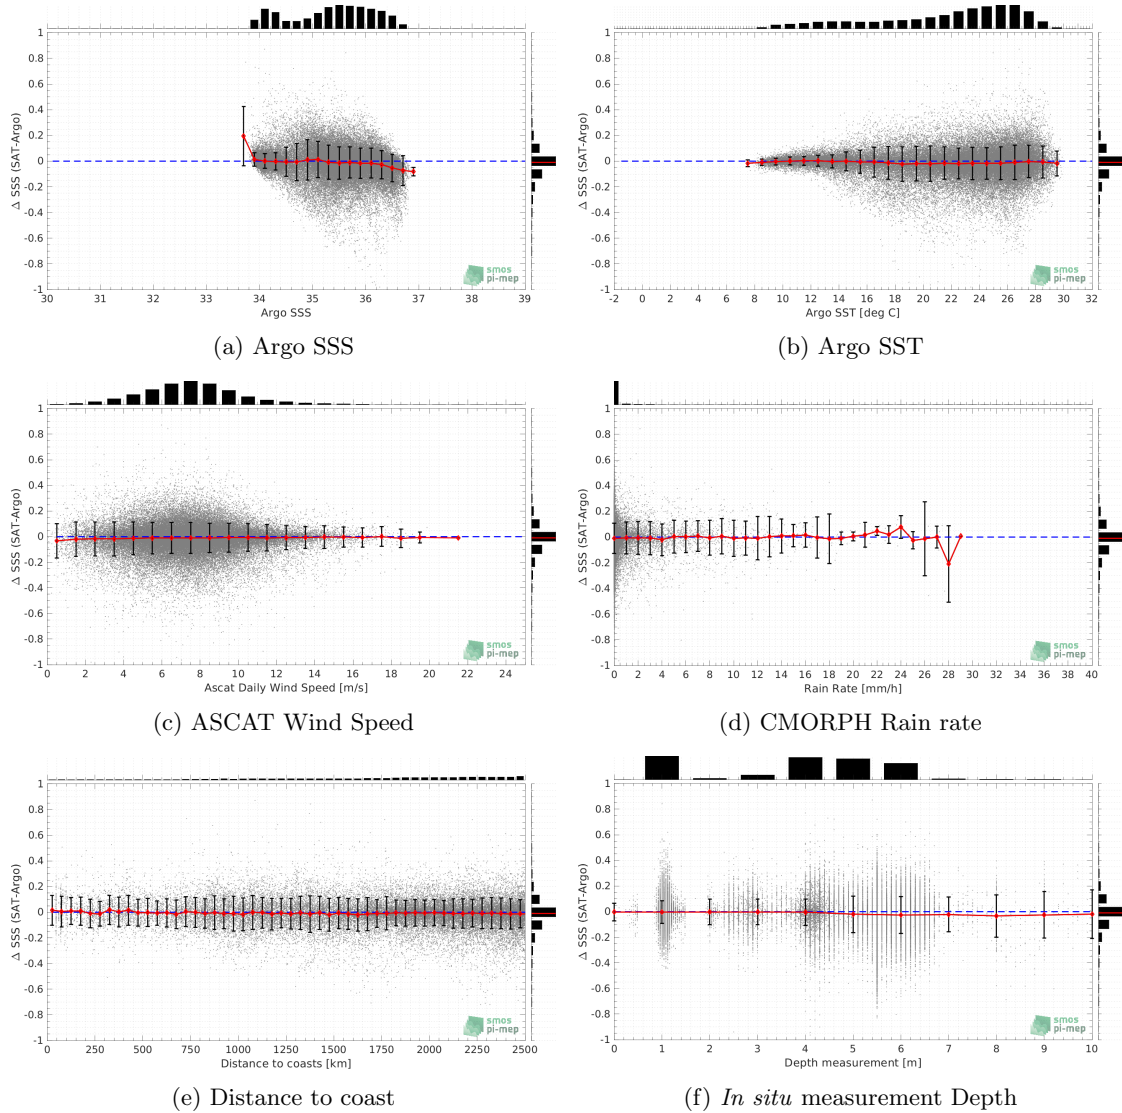 1
0.8
0.6
0.4
0.2
0
-0.2
-0.4
-0.6
-0.8
-1
Δ SSS (SAT-Argo)
30 31 32 33 34 35 36 37 38 39
Argo SSS
smos
pi-mep
(a) Argo SSS
1
0.8
0.6
0.4
0.2
0
-0.2
-0.4
-0.6
-0.8
-1
Δ SSS (SAT-Argo)
-2 0 2 4 6 8 10 12 14 16 18 20 22 24 26 28 30 32
Argo SST [deg C]
smos
pi-mep
(b) Argo SST
1
0.8
0.6
0.4
0.2
0
-0.2
-0.4
-0.6
-0.8
-1
Δ SSS (SAT-Argo)
0 2 4 6 8 10 12 14 16 18 20 22 24
Ascat Daily Wind Speed [m/s]
smos
pi-mep
(c) ASCAT Wind Speed
1
0.8
0.6
0.4
0.2
0
-0.2
-0.4
-0.6
-0.8
-1
Δ SSS (SAT-Argo)
0 2 4 6 8 10 12 14 16 18 20 22 24 26 28 30 32 34 36 38 40
Rain Rate [mm/h]
smos
pi-mep
(d) CMORPH Rain rate
1
0.8
0.6
0.4
0.2
0
-0.2
-0.4
-0.6
-0.8
-1
Δ SSS (SAT-Argo)
0 250 500 750 1000 1250 1500 1750 2000 2250 2500
Distance to coasts [km]
smos
pi-mep
(e) Distance to coast
1
0.8
0.6
0.4
0.2
0
-0.2
-0.4
-0.6
-0.8
-1
Δ SSS (SAT-Argo)
0 1 2 3 4 5 6 7 8 9 10
Depth measurement [m]
smos
pi-mep
(f) In situ measurement Depth